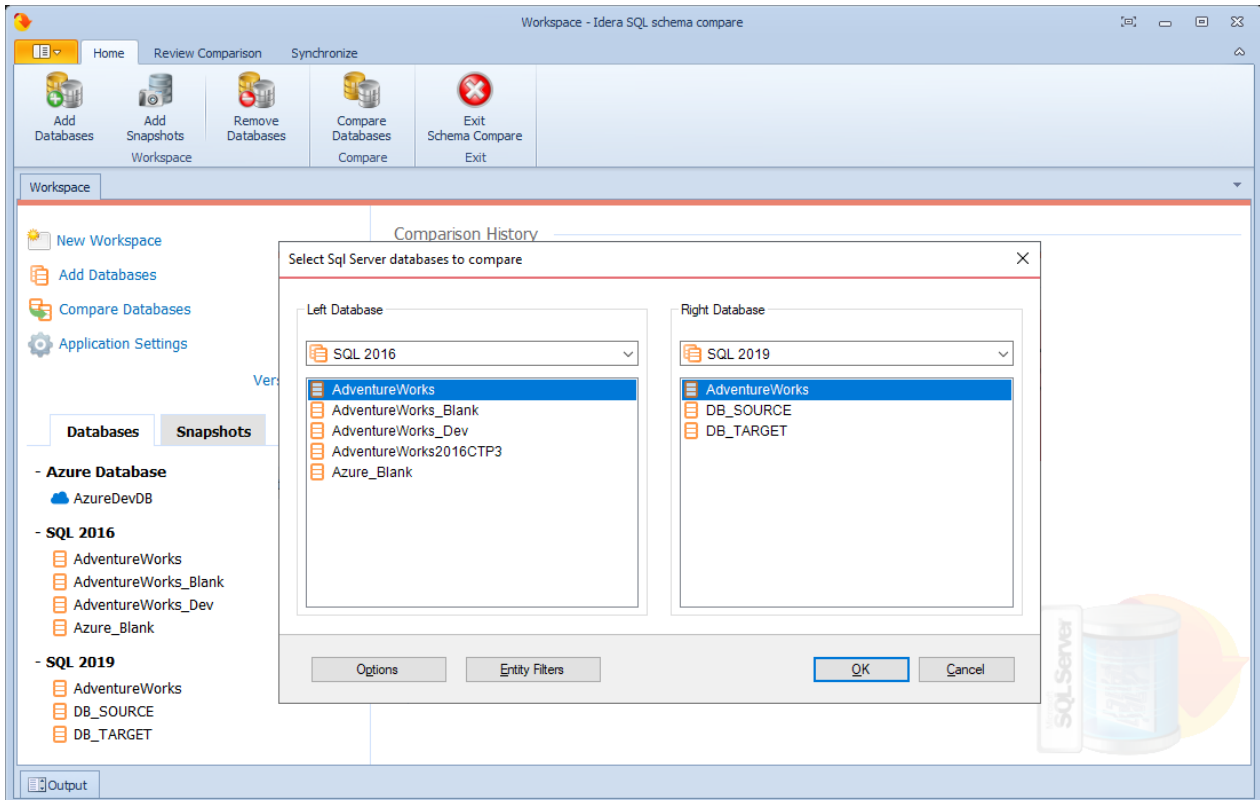 Workspace - Idera SQL schema compare
Home Review Comparison Synchronize
Add Databases
Add Snapshots
Remove Databases
Compare Databases
Exit Schema Compare
Workspace Compare Exit
Workspace
New Workspace
Add Databases
Compare Databases
Application Settings
Vers
Databases Snapshots
- Azure Database
AzureDevDB
- SQL 2016
AdventureWorks
AdventureWorks_Blank
AdventureWorks_Dev
Azure_Blank
- SQL 2019
AdventureWorks
DB_SOURCE
DB_TARGET
Comparison History
Select Sql Server databases to compare
Left Database
SQL 2016
AdventureWorks
AdventureWorks_Blank
AdventureWorks_Dev
AdventureWorks2016CTP3
Azure_Blank
Right Database
SQL 2019
AdventureWorks
DB_SOURCE
DB_TARGET
Options Entity Filters OK Cancel
SQL Server
Output